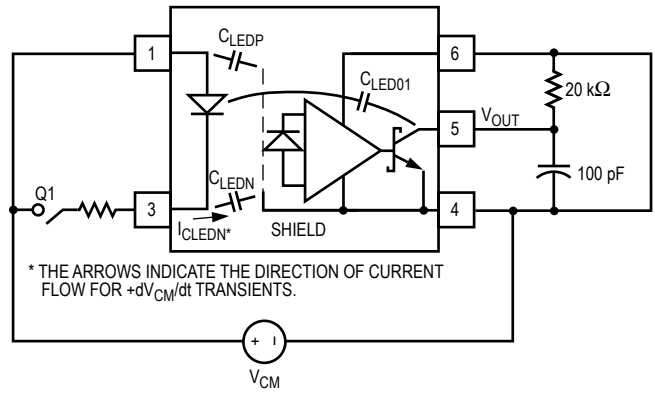 1
C_LEDP
6
C_LED01
20 kΩ
V_OUT
5
C_LEDN
100 pF
Q1
3
I_CLEDN*
SHIELD
4
* THE ARROWS INDICATE THE DIRECTION OF CURRENT
FLOW FOR +dV_CM/dt TRANSIENTS.
+ –
V_CM